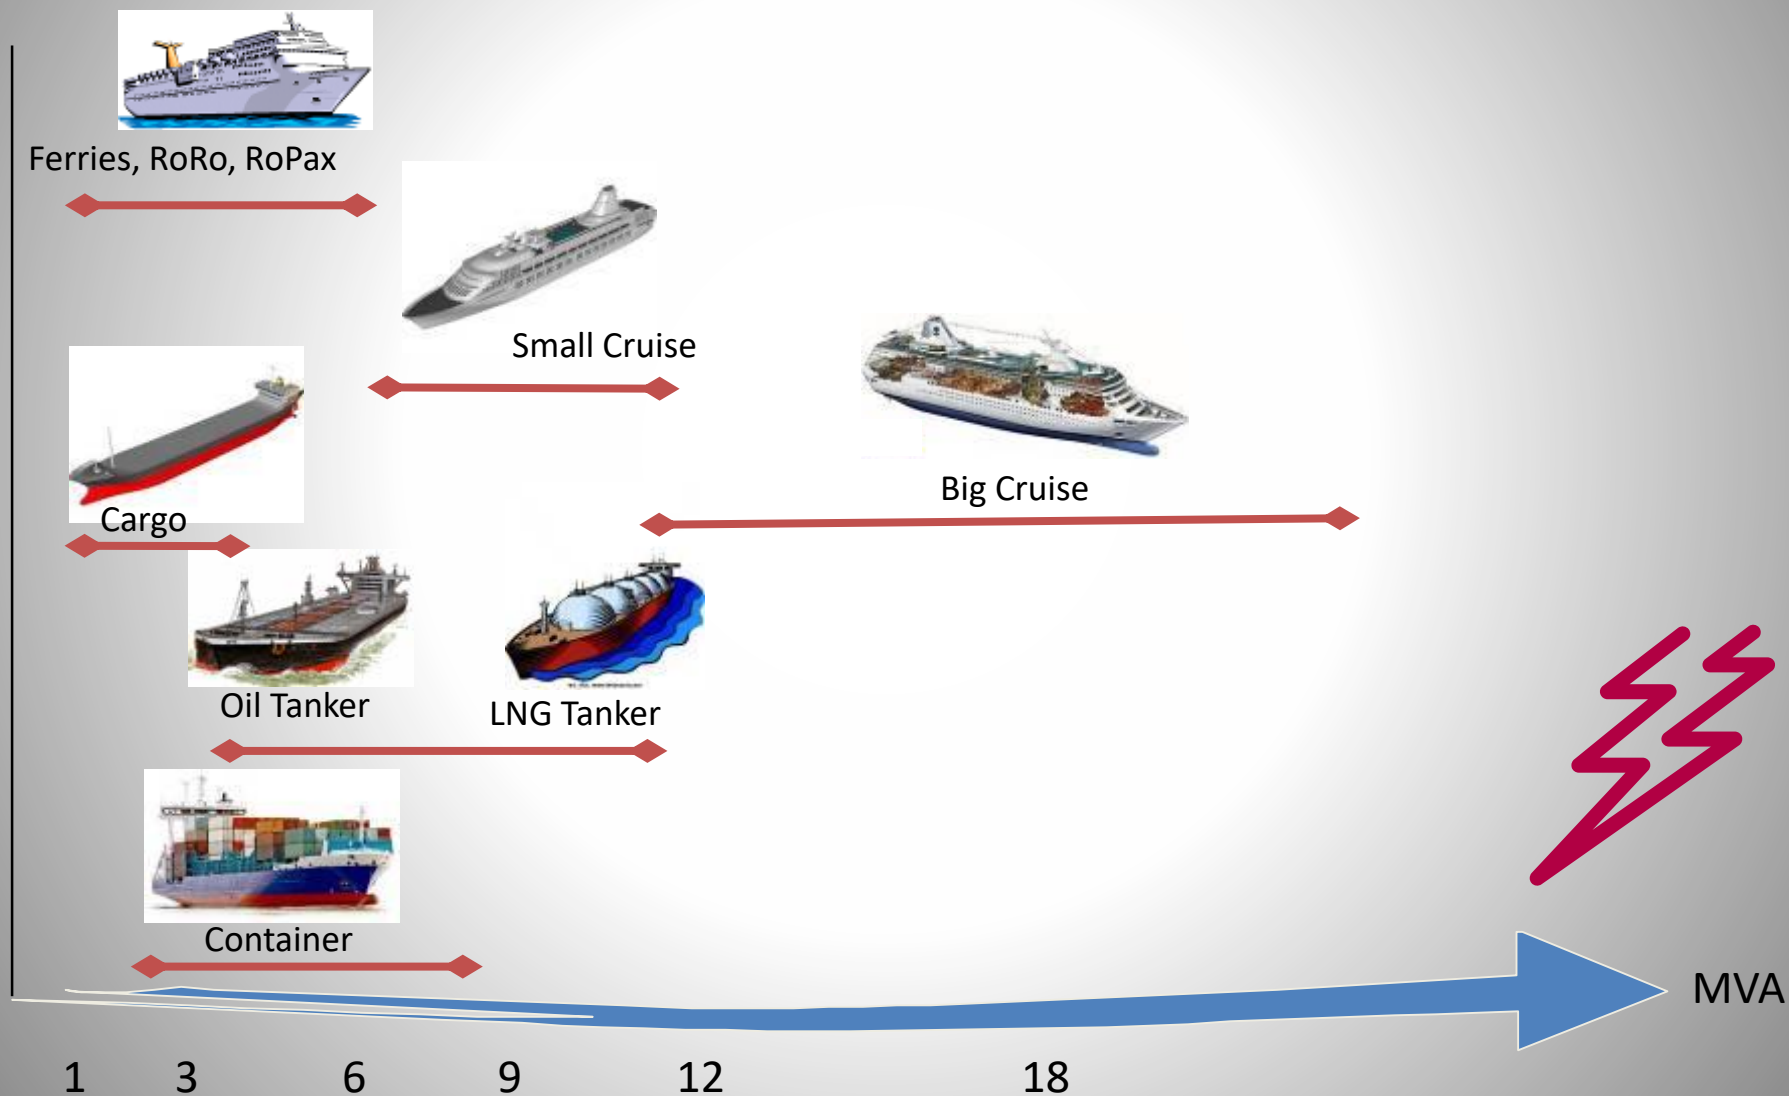 Ferries, RoRo, RoPax
Small Cruise
Big Cruise
Cargo
Oil Tanker
LNG Tanker
Container
MVA
1 3 6 9 12 18